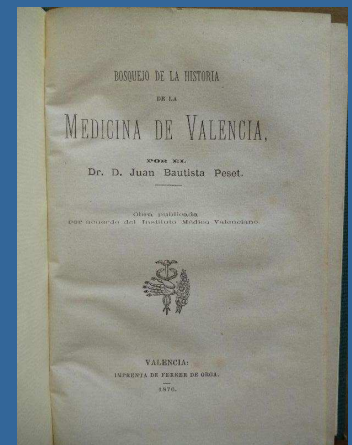 BOSQUEJO DE LA HISTORIA
DE LA
MEDICINA DE VALENCIA,
POR EL
Dr. D. Juan Bautista Peset.
Obra publicada
por acuerdo del Instituto Médico Valenciano.
VALENCIA:
IMPRENTA DE FERRER DE ORGA.
1876.